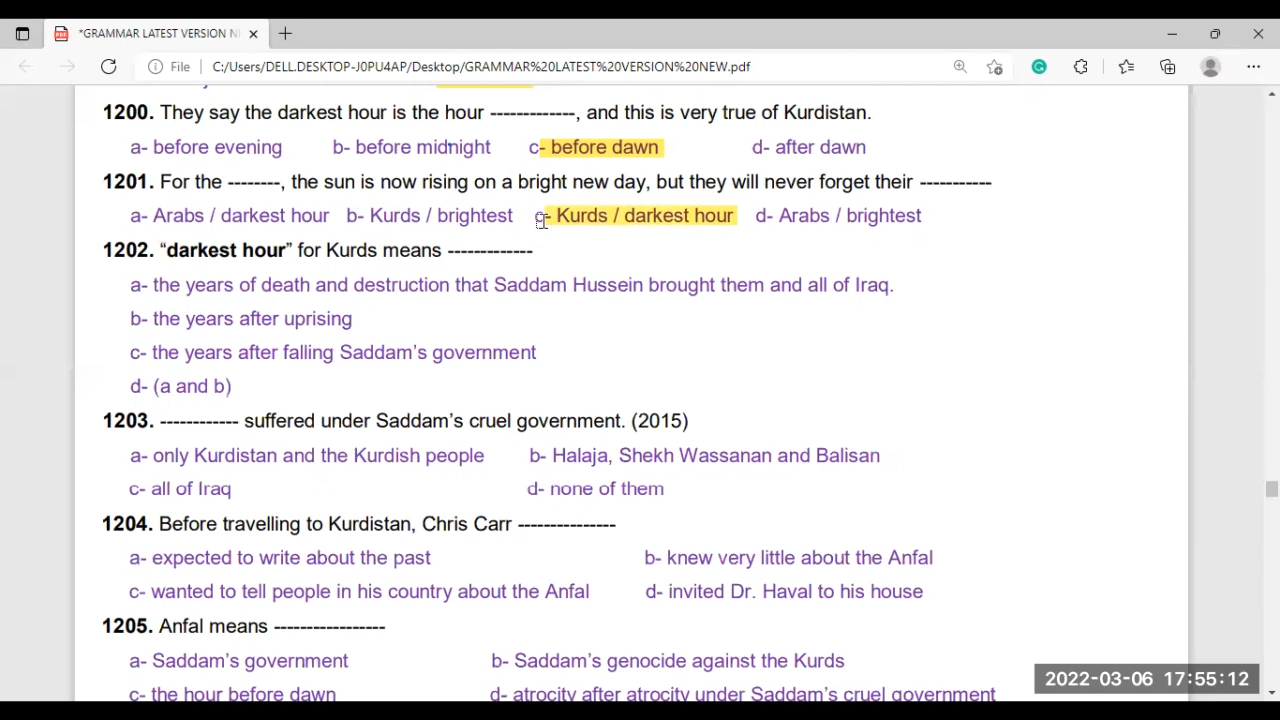 *GRAMMAR LATEST VERSION N
File C:/Users/DELL.DESKTOP-J0PU4AP/Desktop/GRAMMAR%20LATEST%20VERSION%20NEW.pdf
1200. They say the darkest hour is the hour -------------, and this is very true of Kurdistan.
a- before evening b- before midnight c- before dawn d- after dawn
1201. For the --------, the sun is now rising on a bright new day, but they will never forget their -----------
a- Arabs / darkest hour b- Kurds / brightest c- Kurds / darkest hour d- Arabs / brightest
1202. “darkest hour” for Kurds means -------------
a- the years of death and destruction that Saddam Hussein brought them and all of Iraq.
b- the years after uprising
c- the years after falling Saddam’s government
d- (a and b)
1203. ------------ suffered under Saddam’s cruel government. (2015)
a- only Kurdistan and the Kurdish people b- Halaja, Shekh Wassanan and Balisan
c- all of Iraq d- none of them
1204. Before travelling to Kurdistan, Chris Carr ---------------
a- expected to write about the past b- knew very little about the Anfal
c- wanted to tell people in his country about the Anfal d- invited Dr. Haval to his house
1205. Anfal means -----------------
a- Saddam’s government b- Saddam’s genocide against the Kurds
c- the hour before dawn d- atrocity after atrocity under Saddam’s cruel government
2022-03-06 17:55:12